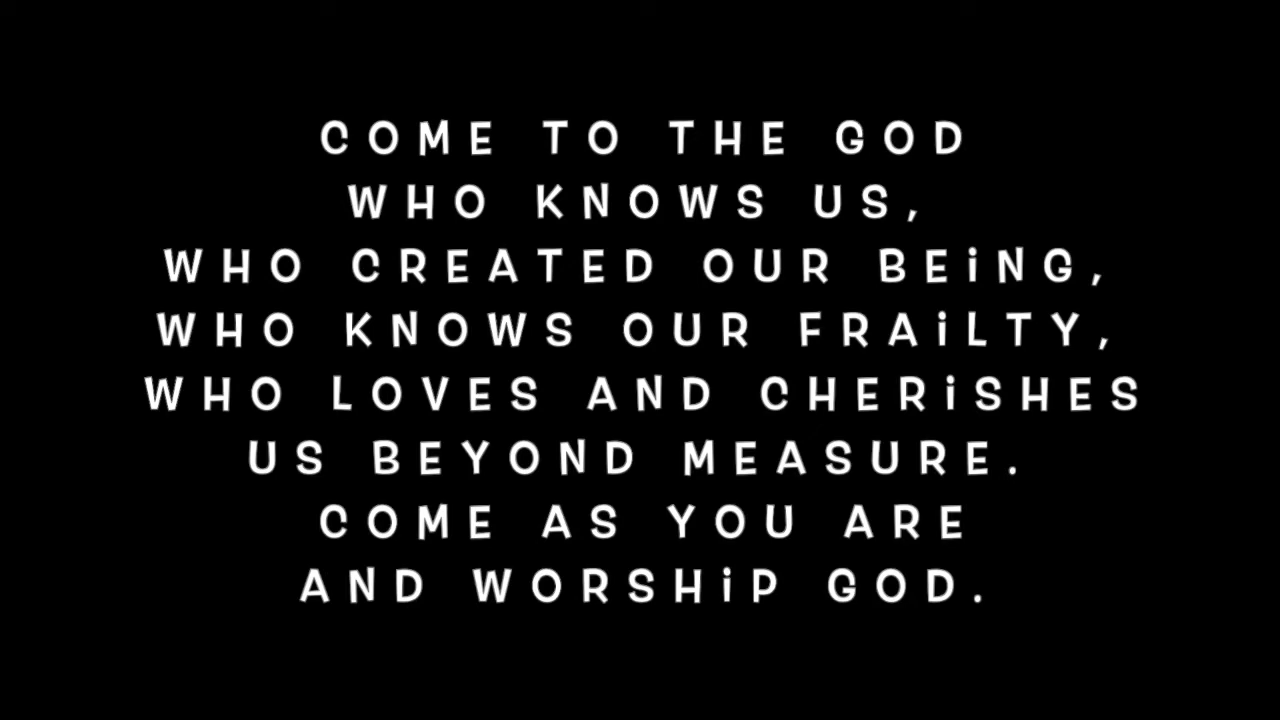 COME TO THE GOD
WHO KNOWS US,
WHO CREATED OUR BEiNG,
WHO KNOWS OUR FRAiLTY,
WHO LOVES AND CHERiSHES
US BEYOND MEASURE.
COME AS YOU ARE
AND WORSHiP GOD.